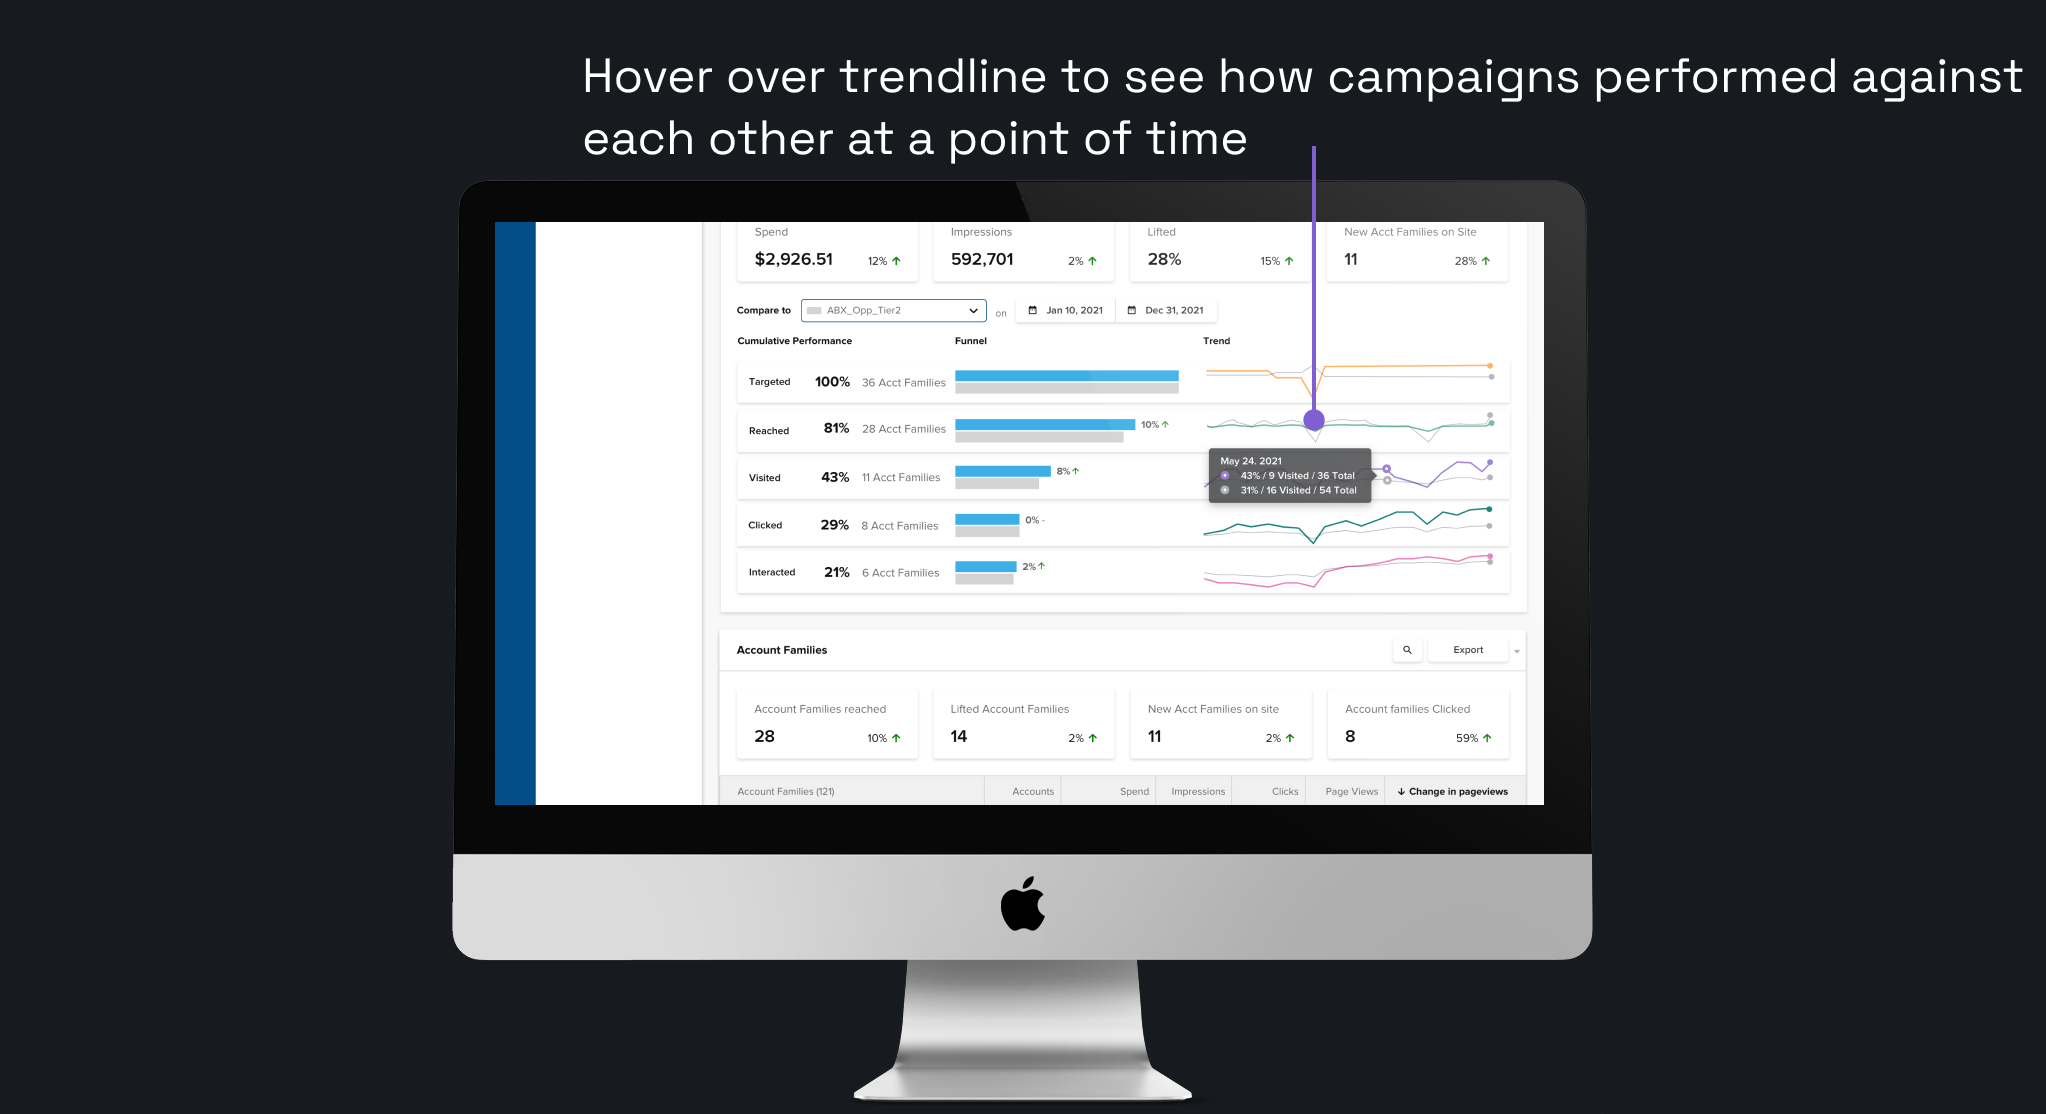 Hover over trendline to see how campaigns performed against
each other at a point of time
Spend
$2,926.51 12%
Impressions
592,701 2%
Lifted
28% 15%
New Acct Families on Site
11 28%
Compare to ABX_Opp_Tier2 on Jan 10, 2021 Dec 31, 2021
Cumulative Performance Funnel Trend
Targeted 100% 36 Acct Families
Reached 81% 28 Acct Families 10%
Visited 43% 11 Acct Families 8%
May 24. 2021
43% / 9 Visited / 36 Total
31% / 16 Visited / 54 Total
Clicked 29% 8 Acct Families 0% -
Interacted 21% 6 Acct Families 2%
Account Families Export
Account Families reached
28 10%
Lifted Account Families
14 2%
New Acct Families on site
11 2%
Account families Clicked
8 59%
Account Families (121) Accounts Spend Impressions Clicks Page Views Change in pageviews